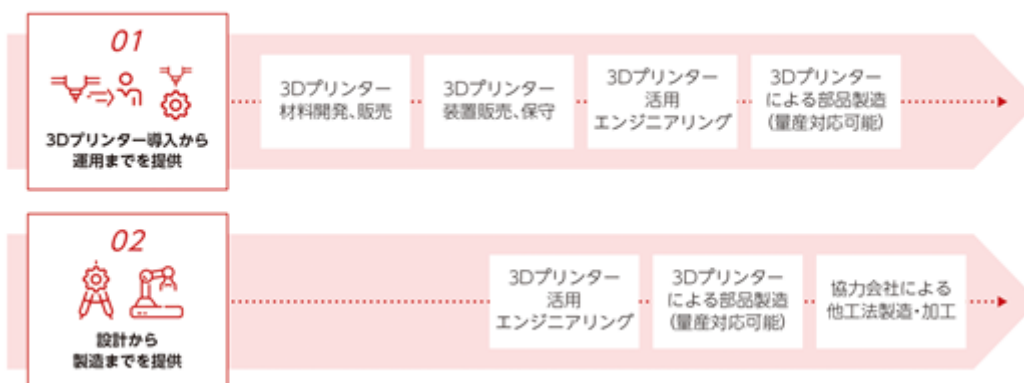 01
3Dプリンター導入から
運用までを提供
3Dプリンター
材料開発、販売
3Dプリンター
装置販売、保守
3Dプリンター
活用
エンジニアリング
3Dプリンター
による部品製造
(量産対応可能)
02
設計から
製造までを提供
3Dプリンター
活用
エンジニアリング
3Dプリンター
による部品製造
(量産対応可能)
協力会社による
他工法製造・加工